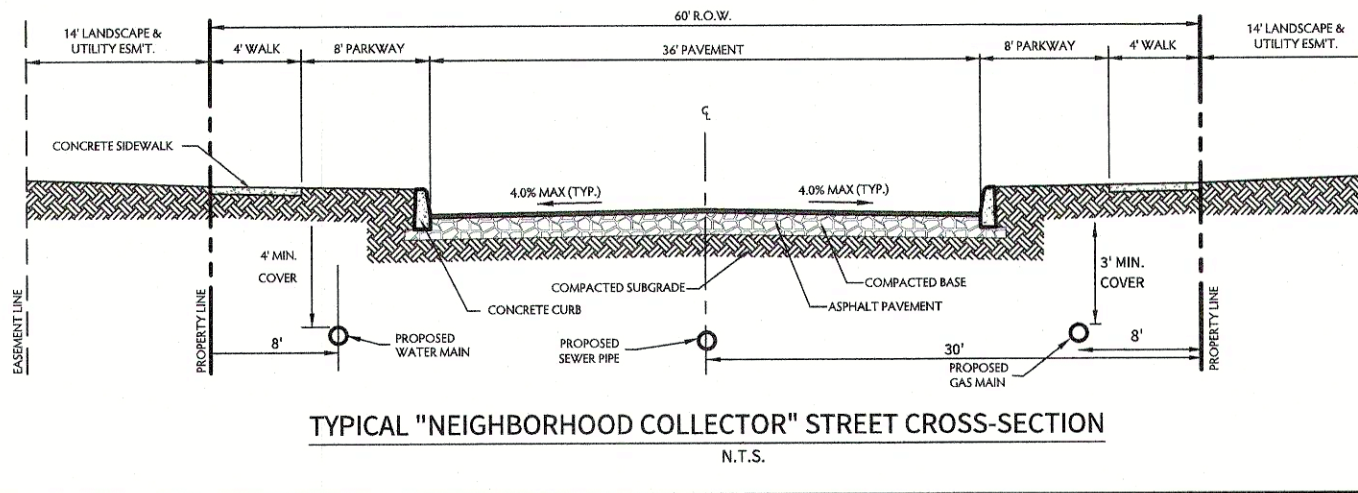 60' R.O.W.
14' LANDSCAPE &
UTILITY ESM'T.
4' WALK
8' PARKWAY
36' PAVEMENT
8' PARKWAY
4' WALK
14' LANDSCAPE &
UTILITY ESM'T.
℄
CONCRETE SIDEWALK
4.0% MAX (TYP.)
4.0% MAX (TYP.)
4' MIN.
COVER
3' MIN.
COVER
COMPACTED SUBGRADE
COMPACTED BASE
CONCRETE CURB
ASPHALT PAVEMENT
EASEMENT LINE
PROPERTY LINE
8'
PROPOSED
WATER MAIN
PROPOSED
SEWER PIPE
30'
PROPOSED
GAS MAIN
8'
PROPERTY LINE
TYPICAL "NEIGHBORHOOD COLLECTOR" STREET CROSS-SECTION
N.T.S.